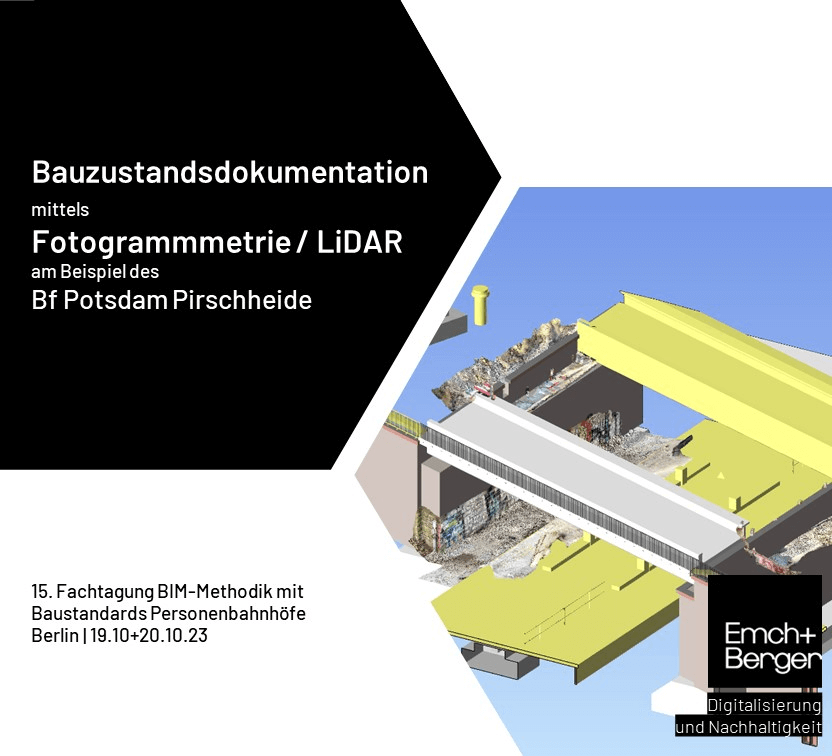 Bauzustandsdokumentation
mittels
Fotogrammmetrie / LiDAR
am Beispiel des
Bf Potsdam Pirschheide
15. Fachtagung BIM-Methodik mit
Baustandards Personenbahnhöfe
Berlin | 19.10+20.10.23
Emch+
Berger
Digitalisierung
und Nachhaltigkeit